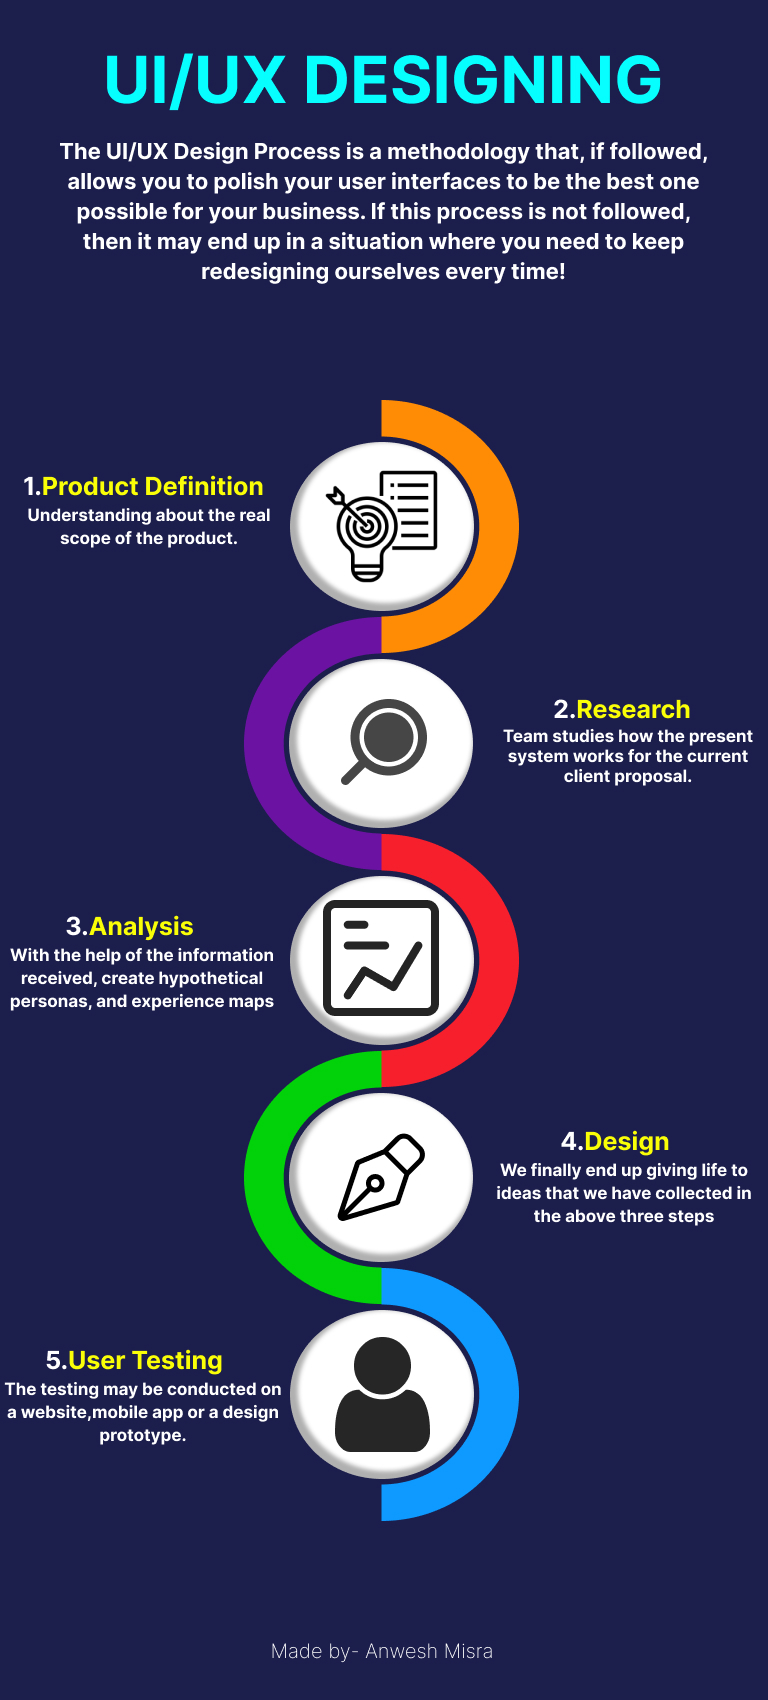 UI/UX DESIGNING
The UI/UX Design Process is a methodology that, if followed,
allows you to polish your user interfaces to be the best one
possible for your business. If this process is not followed,
then it may end up in a situation where you need to keep
redesigning ourselves every time!
1.Product Definition
Understanding about the real
scope of the product.
2.Research
Team studies how the present
system works for the current
client proposal.
3.Analysis
With the help of the information
received, create hypothetical
personas, and experience maps
4.Design
We finally end up giving life to
ideas that we have collected in
the above three steps
5.User Testing
The testing may be conducted on
a website,mobile app or a design
prototype.
Made by- Anwesh Misra